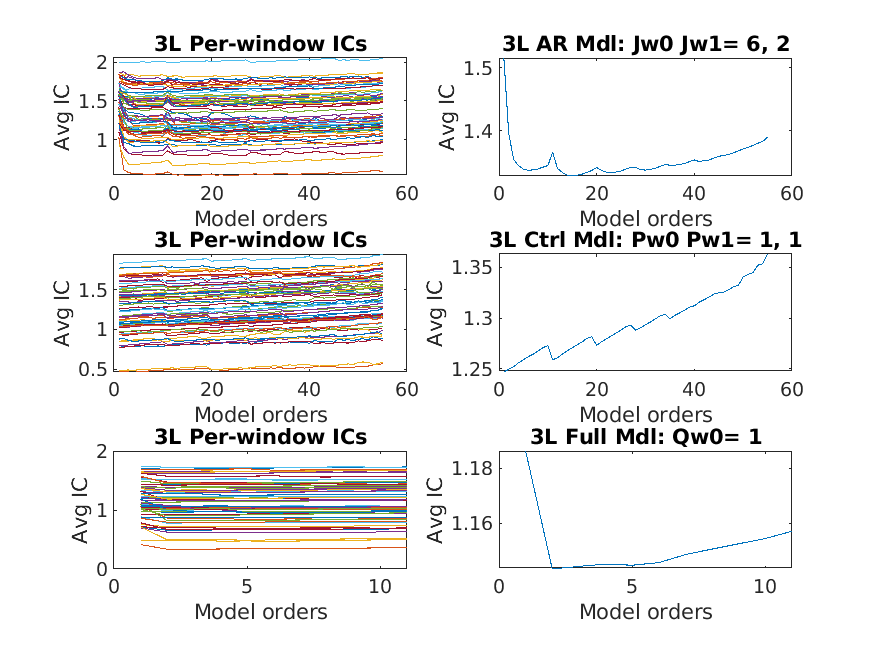 3L Per-window ICs
Avg IC
2
1.5
1
0 20 40 60
Model orders
3L AR Mdl: Jw0 Jw1= 6, 2
Avg IC
1.5
1.4
0 20 40 60
Model orders
3L Per-window ICs
Avg IC
1.5
1
0.5
0 20 40 60
Model orders
3L Ctrl Mdl: Pw0 Pw1= 1, 1
Avg IC
1.35
1.3
1.25
0 20 40 60
Model orders
3L Per-window ICs
Avg IC
2
1
0
0 5 10
Model orders
3L Full Mdl: Qw0= 1
Avg IC
1.18
1.16
0 5 10
Model orders